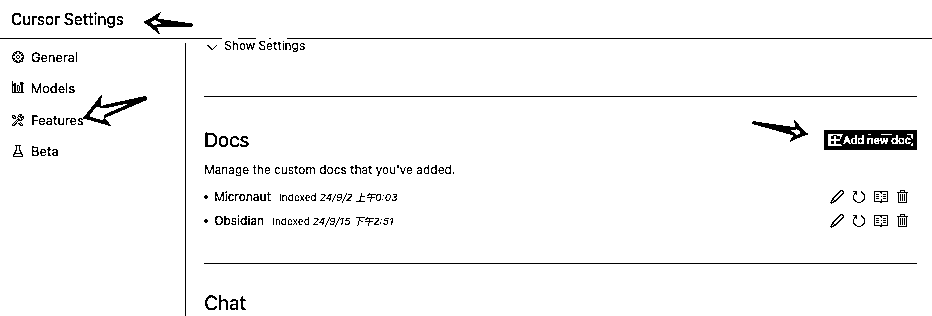 Cursor Settings
General
Models
Features
Beta
Show Settings
Docs
Add new doc
Manage the custom docs that you've added.
• Micronaut Indexed 24/9/2 上午0:03
• Obsidian Indexed 24/9/15 下午2:51
Chat